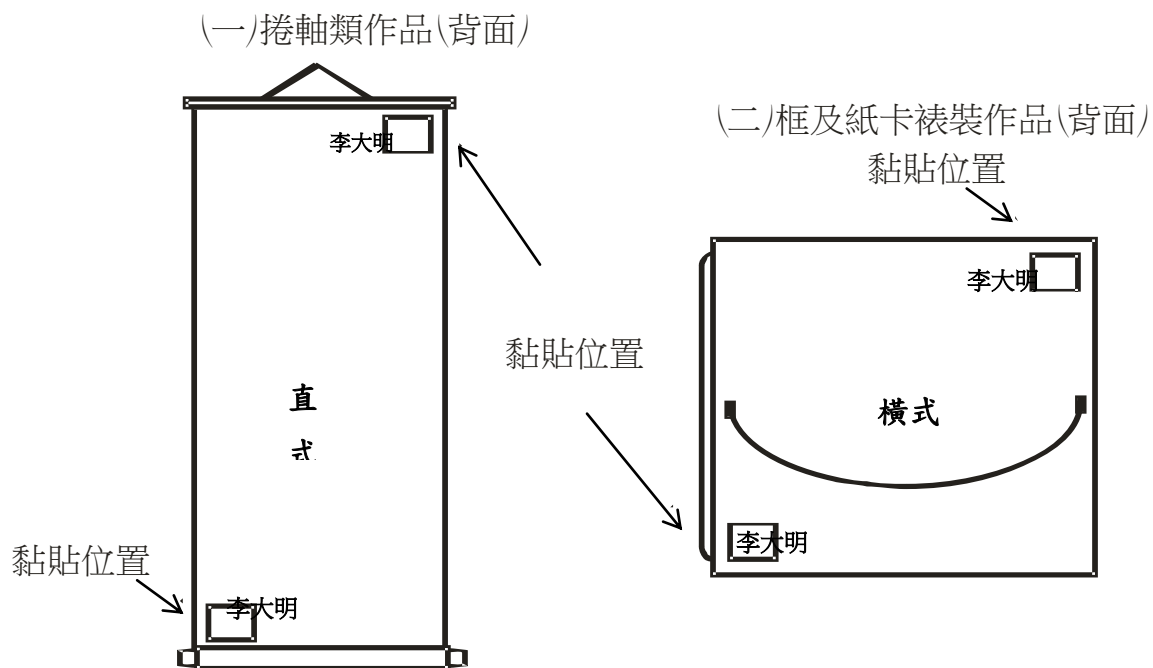 (一)捲軸類作品(背面)
李大明
直
式
黏貼位置
李大明
黏貼位置
(二)框及紙卡裱裝作品(背面)
黏貼位置
李大明
橫式
李大明